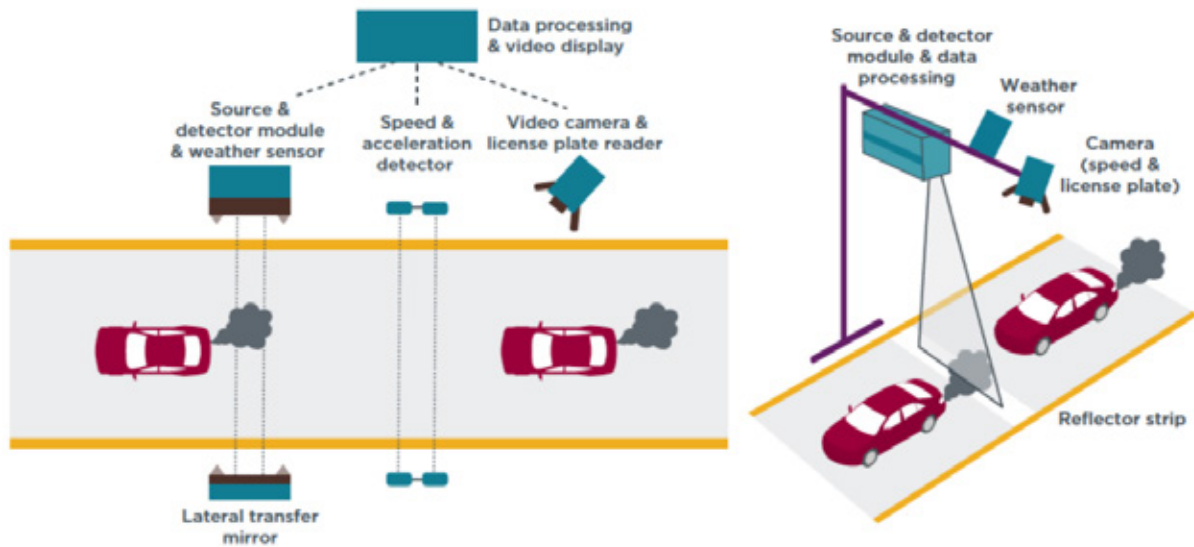 Data processing
& video display
Source &
detector module
& weather sensor
Speed &
acceleration
detector
Video camera &
license plate reader
Lateral transfer
mirror
Source & detector
module & data
processing
Weather
sensor
Camera
(speed &
license plate)
Reflector strip